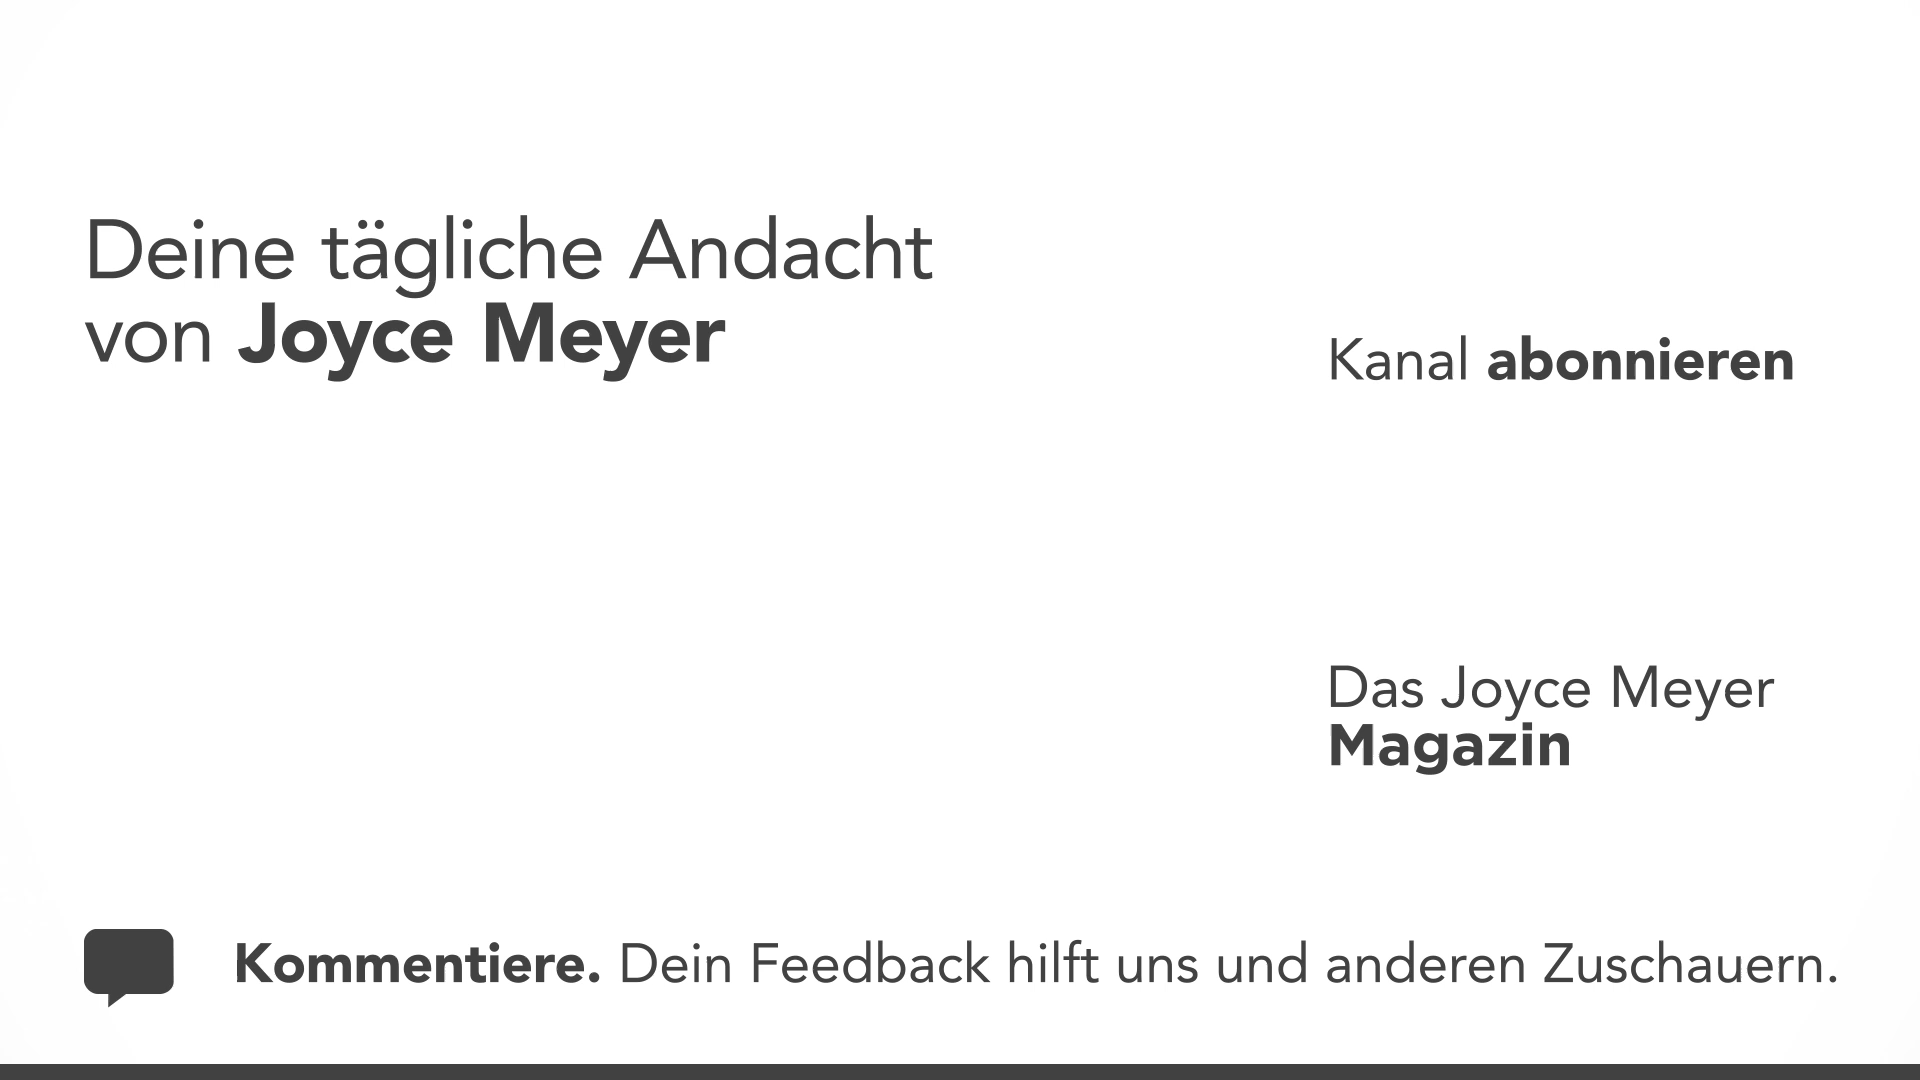 Deine tägliche Andacht
von Joyce Meyer
Kanal abonnieren
Das Joyce Meyer
Magazin
Kommentiere. Dein Feedback hilft uns und anderen Zuschauern.